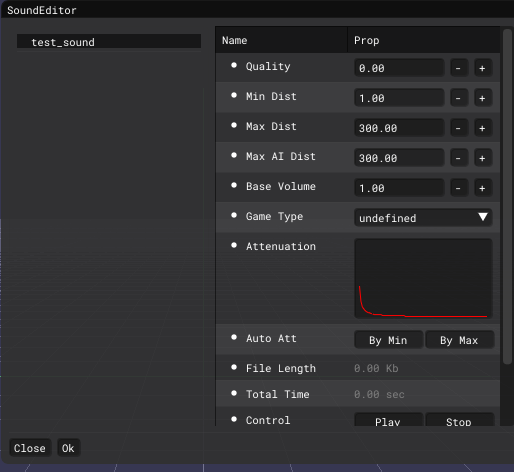 SoundEditor
test_sound
Name Prop
Quality 0.00 - +
Min Dist 1.00 - +
Max Dist 300.00 - +
Max AI Dist 300.00 - +
Base Volume 1.00 - +
Game Type undefined
Attenuation
Auto Att By Min By Max
File Length 0.00 Kb
Total Time 0.00 sec
Control Play Stop
Close Ok